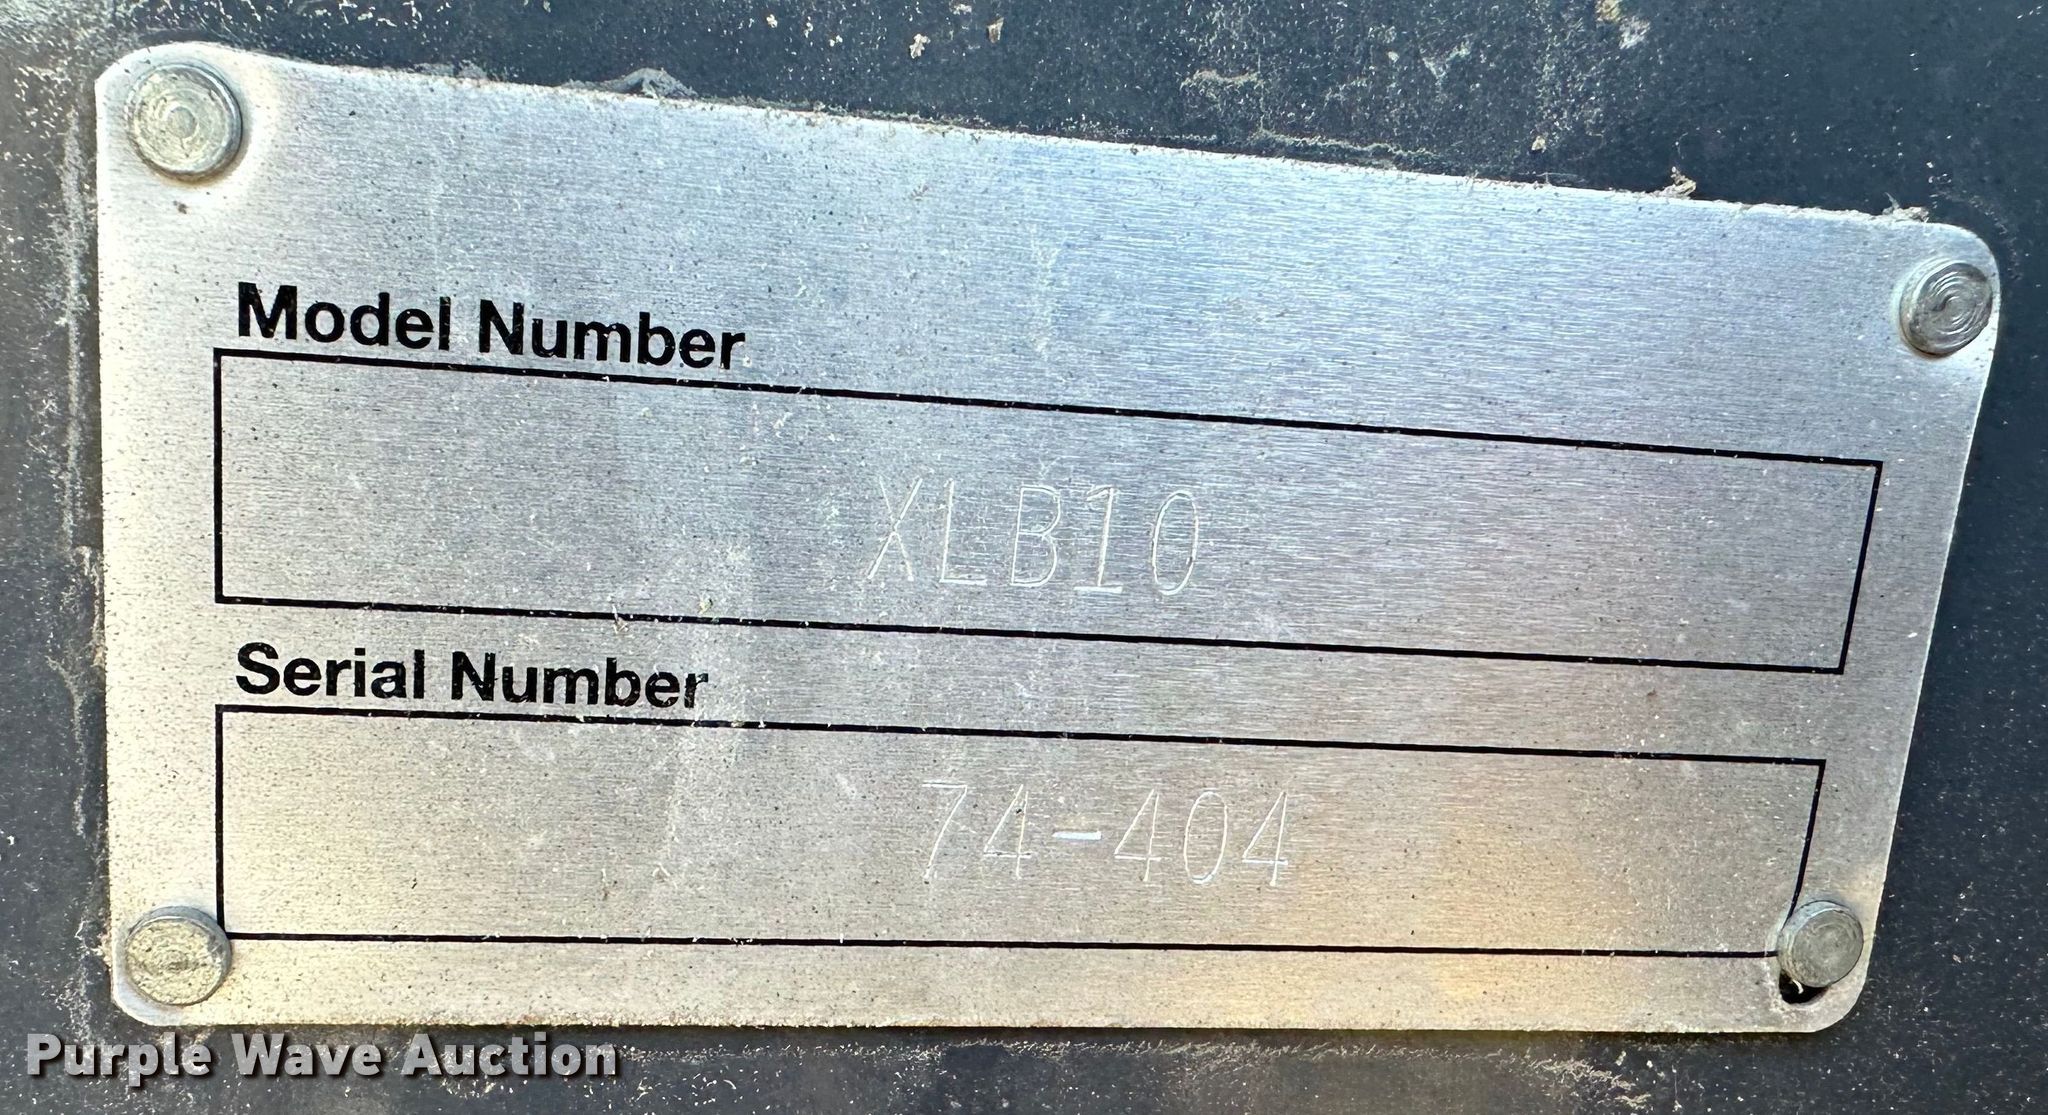 Model Number
XLB10
Serial Number
74-404
Purple Wave Auction